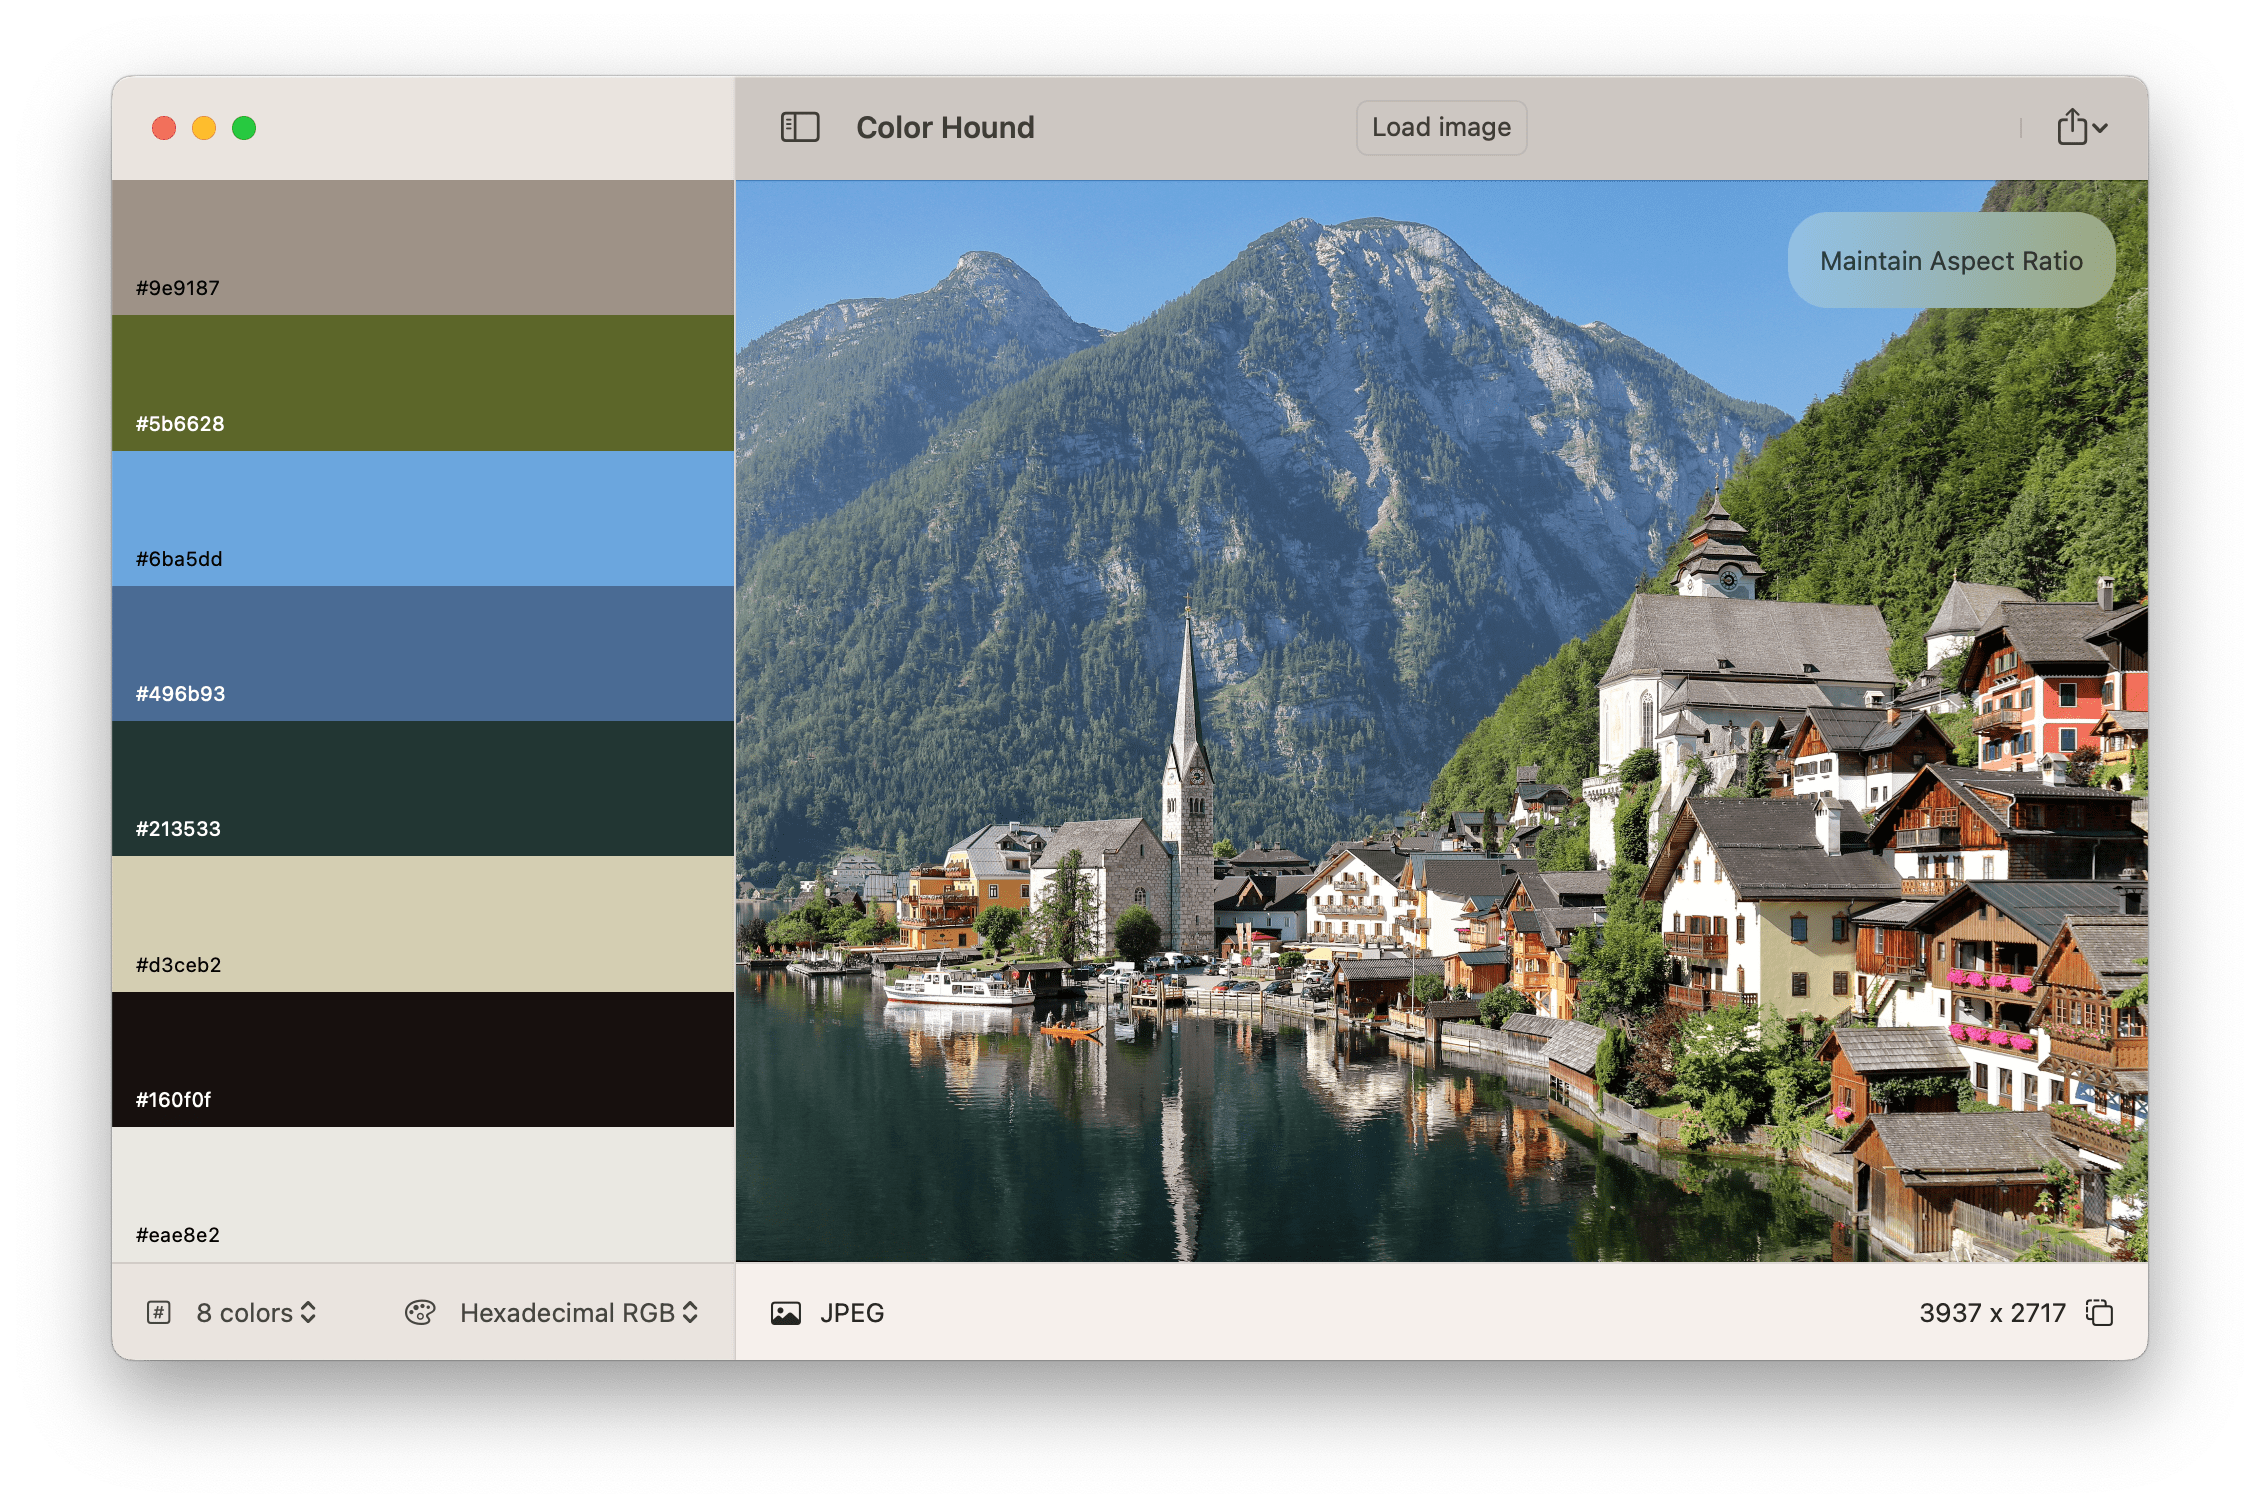 Color Hound
Load image
Maintain Aspect Ratio
#9e9187
#5b6628
#6ba5dd
#496b93
#213533
#d3ceb2
#160f0f
#eae8e2
# 8 colors
Hexadecimal RGB
JPEG
3937 x 2717